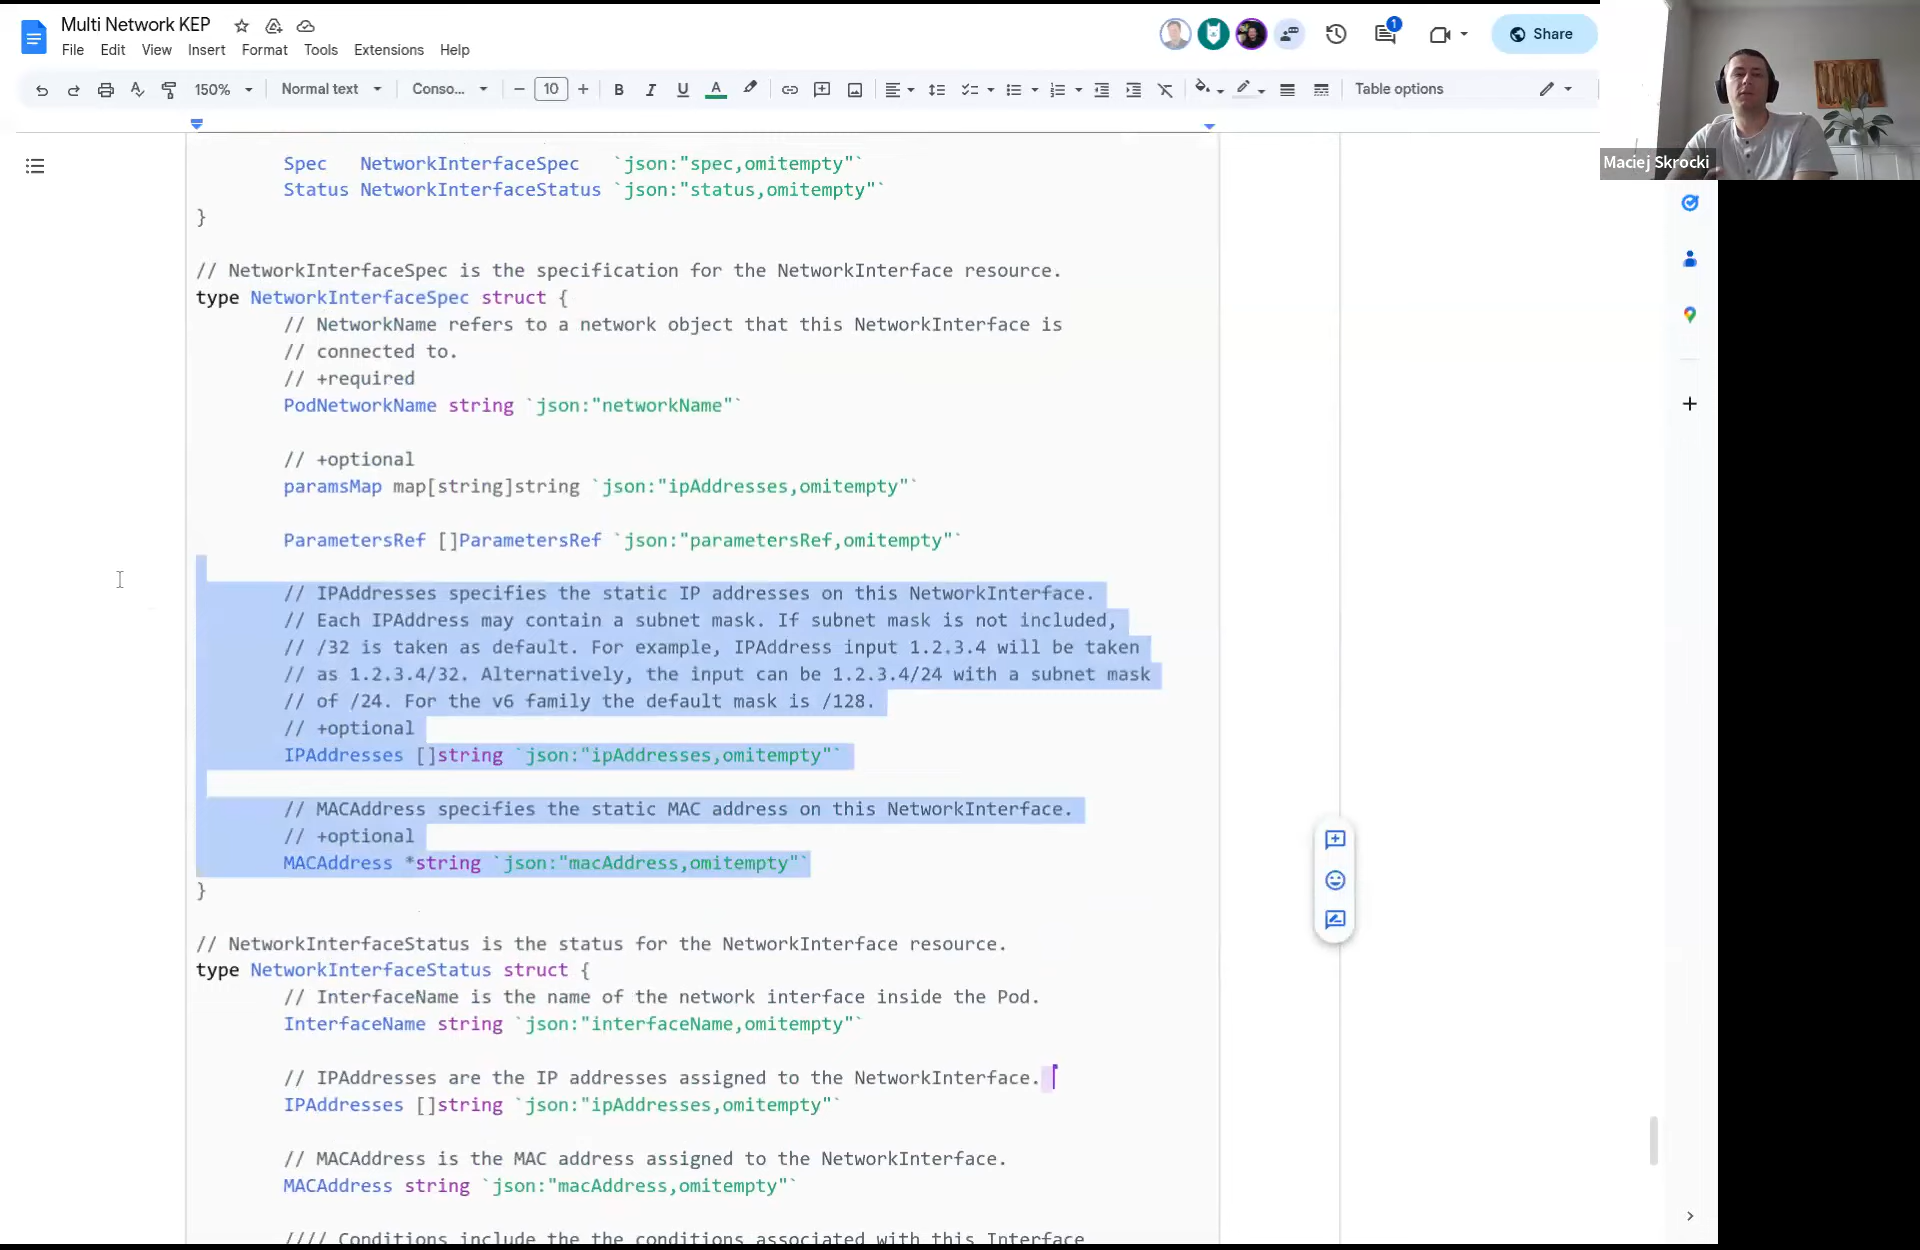 Multi Network KEP
File Edit View Insert Format Tools Extensions Help
1
Share
150% Normal text Conso... 10 B I U A Table options
Maciej Skrocki
Spec   NetworkInterfaceSpec   `json:"spec,omitempty"`
Status NetworkInterfaceStatus `json:"status,omitempty"`
}
// NetworkInterfaceSpec is the specification for the NetworkInterface resource.
type NetworkInterfaceSpec struct {
// NetworkName refers to a network object that this NetworkInterface is
// connected to.
// +required
PodNetworkName string `json:"networkName"`
// +optional
paramsMap map[string]string `json:"ipAddresses,omitempty"`
ParametersRef []ParametersRef `json:"parametersRef,omitempty"`
// IPAddresses specifies the static IP addresses on this NetworkInterface.
// Each IPAddress may contain a subnet mask. If subnet mask is not included,
// /32 is taken as default. For example, IPAddress input 1.2.3.4 will be taken
// as 1.2.3.4/32. Alternatively, the input can be 1.2.3.4/24 with a subnet mask
// of /24. For the v6 family the default mask is /128.
// +optional
IPAddresses []string `json:"ipAddresses,omitempty"`
// MACAddress specifies the static MAC address on this NetworkInterface.
// +optional
MACAddress *string `json:"macAddress,omitempty"`
}
// NetworkInterfaceStatus is the status for the NetworkInterface resource.
type NetworkInterfaceStatus struct {
// InterfaceName is the name of the network interface inside the Pod.
InterfaceName string `json:"interfaceName,omitempty"`
// IPAddresses are the IP addresses assigned to the NetworkInterface.
IPAddresses []string `json:"ipAddresses,omitempty"`
// MACAddress is the MAC address assigned to the NetworkInterface.
MACAddress string `json:"macAddress,omitempty"`
//// Conditions include the the conditions associated with this Interface